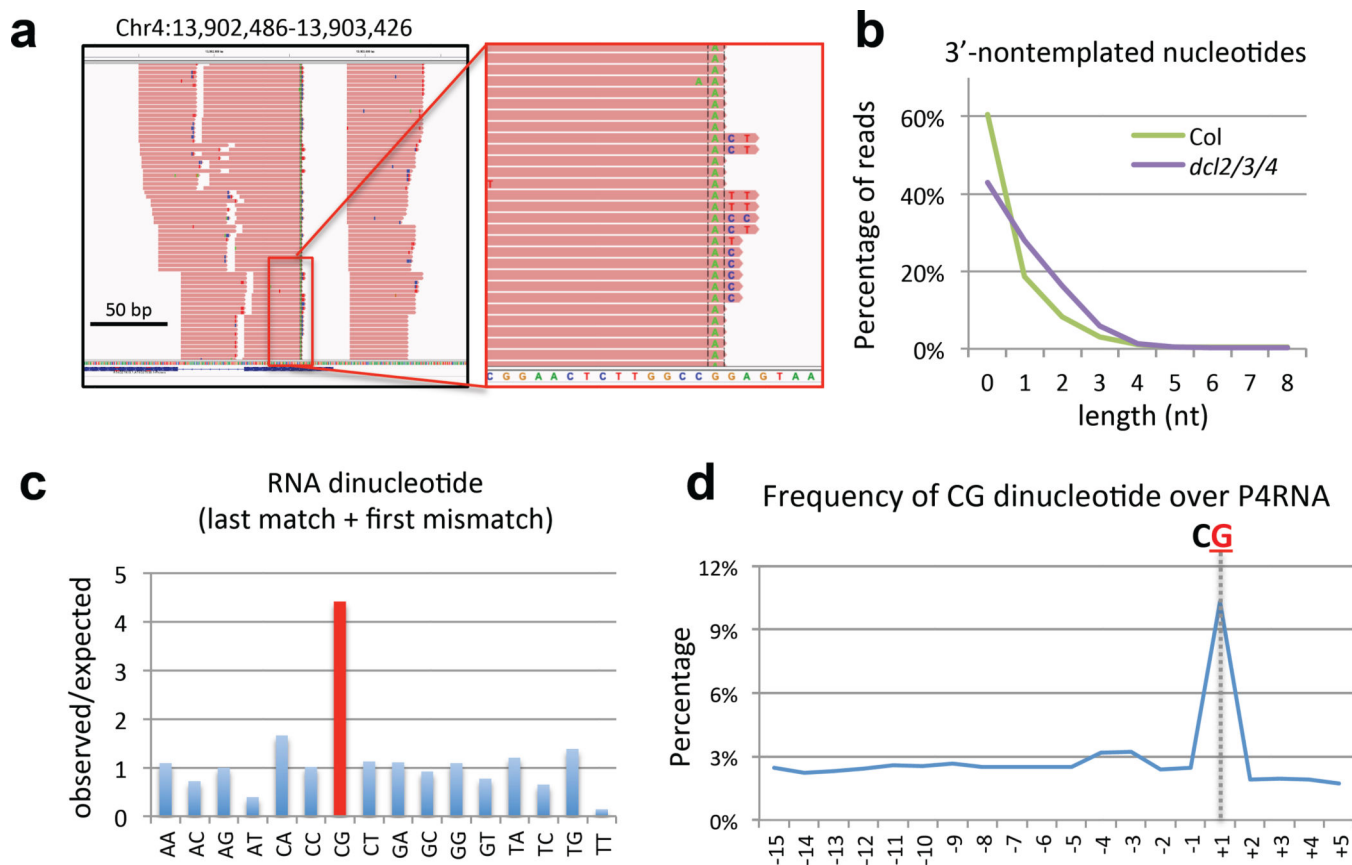 a
Chr4:13,902,486-13,903,426
50 bp
A
A
A
A A
A
A
A
A
A C T
A C T
A
A
T A
A T T
A T T
A C C
A C T
A T
A C
A C
A C
A C
A C
A
A
A
A
A
C G G A A C T C T T G G C C G G A G T A A
b
3'-nontemplated nucleotides
60%
40%
20%
0%
Percentage of reads
Col
dcl2/3/4
0 1 2 3 4 5 6 7 8
length (nt)
c
RNA dinucleotide
(last match + first mismatch)
observed/expected
5
4
3
2
1
0
AA AC AG AT CA CC CG CT GA GC GG GT TA TC TG TT
d
Frequency of CG dinucleotide over P4RNA
CG
Percentage
12%
9%
6%
3%
0%
-15 -14 -13 -12 -11 -10 -9 -8 -7 -6 -5 -4 -3 -2 -1 +1 +2 +3 +4 +5